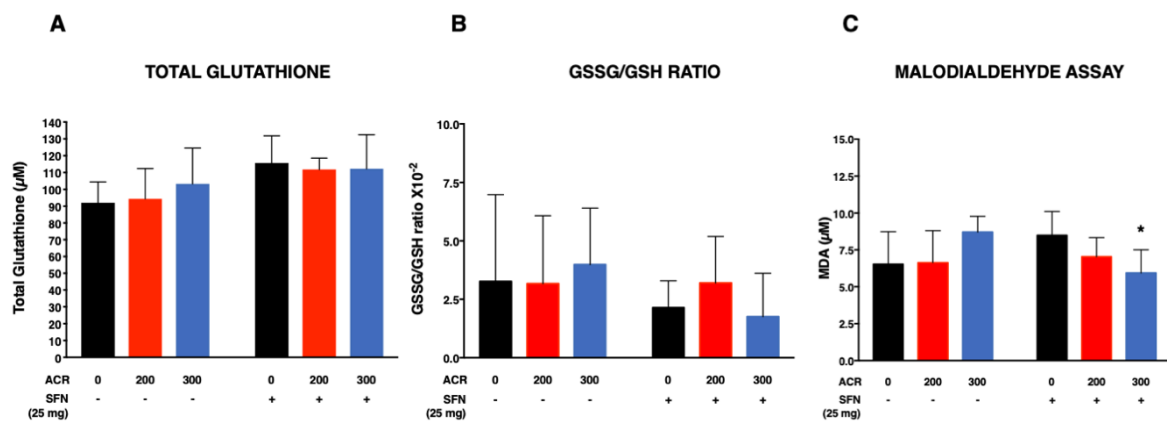 A
TOTAL GLUTATHIONE
Total Glutathione (µM)
140
130
120
110
100
90
80
70
60
50
40
30
20
10
0
ACR 0 200 300 0 200 300
SFN - - - + + +
(25 mg)
B
GSSG/GSH RATIO
GSSG/GSH ratio X10-2
10.0
7.5
5.0
2.5
0.0
ACR 0 200 300 0 200 300
SFN - - - + + +
(25 mg)
C
MALODIALDEHYDE ASSAY
MDA (µM)
15.0
12.5
10.0
7.5
5.0
2.5
0.0
*
ACR 0 200 300 0 200 300
SFN - - - + + +
(25 mg)